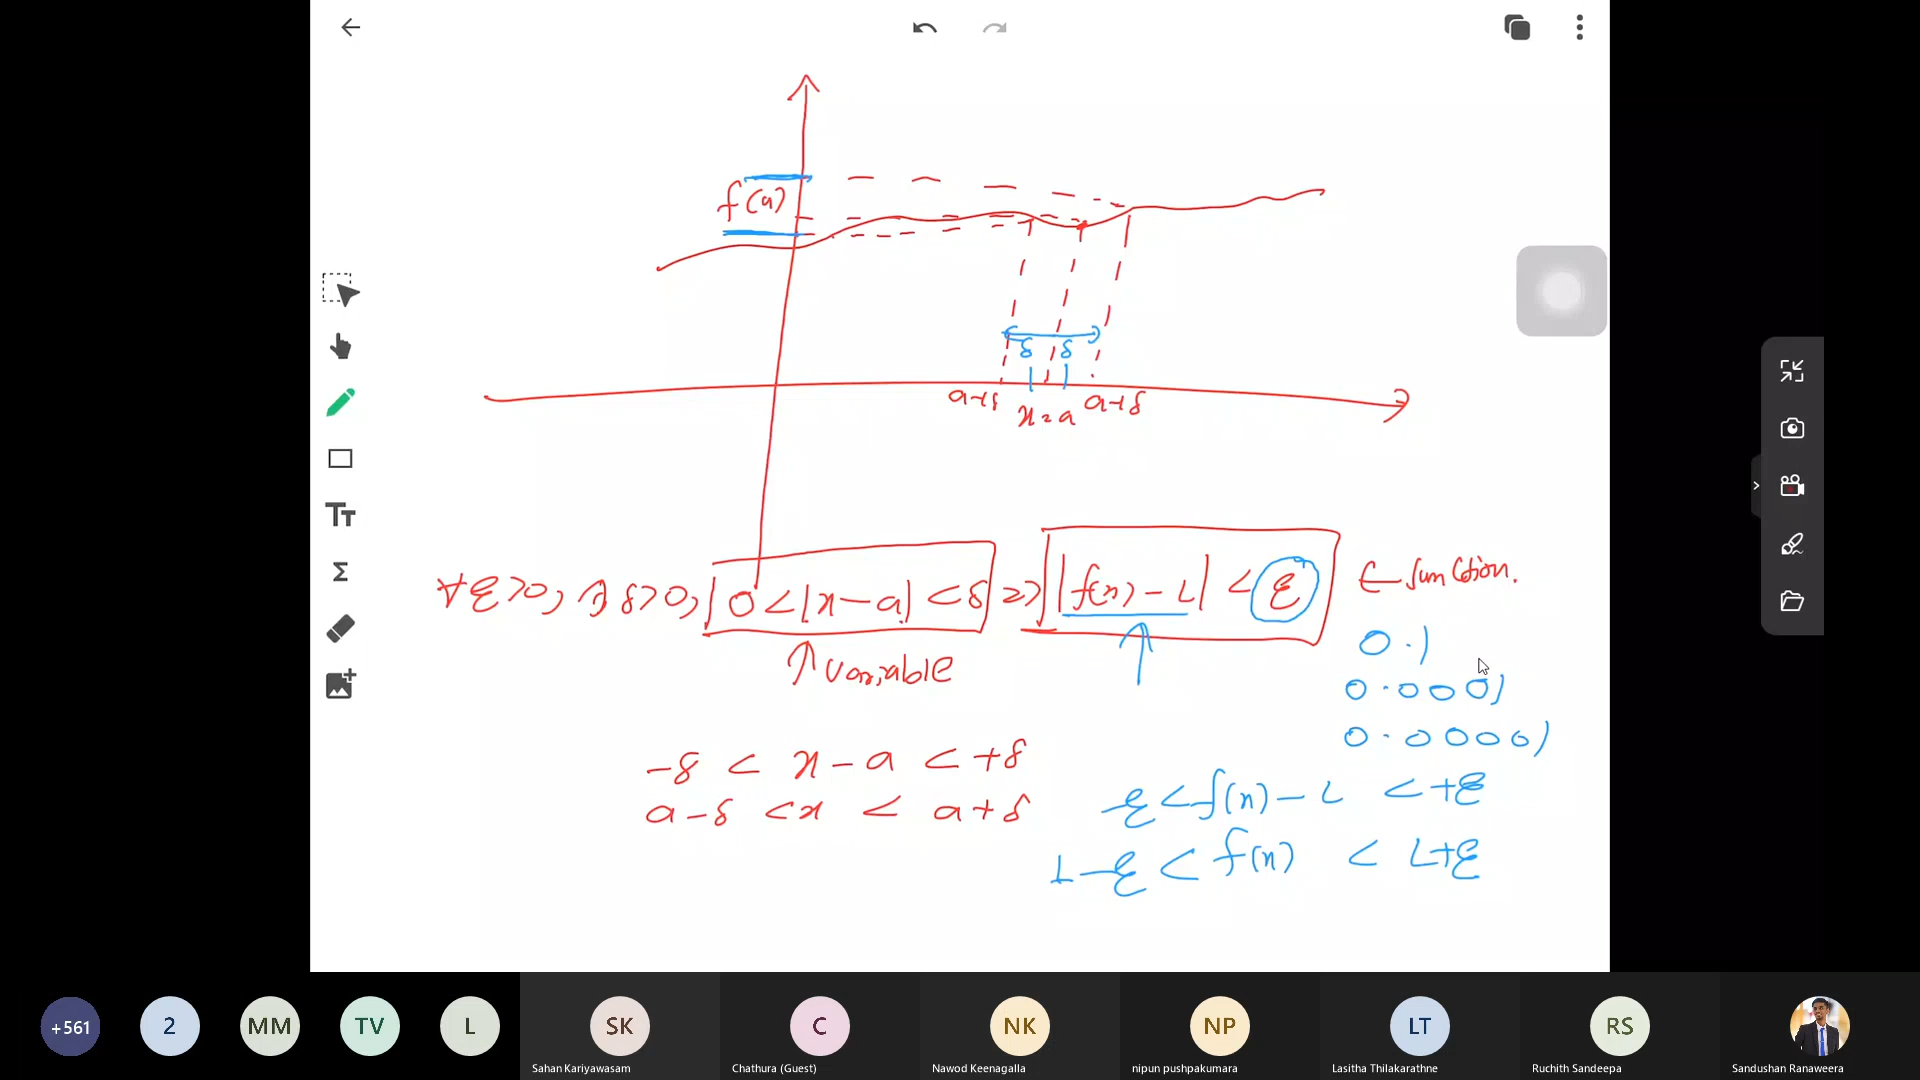 f(a)
δ δ
a+δ x=a a+δ
∀ε>0, ∃ δ>0, 0<|x-a|<δ => |f(x)-L| < ε ← function.
↑ variable
0.1
0.0001
0.00001
-δ < x-a < +δ
a-δ < x < a+δ
-ε < f(x)-L < +ε
L-ε < f(x) < L+ε
TT
Σ
+561 2 MM TV L SK C NK NP LT RS
Sahan Kariyawasam Chathura (Guest) Nawod Keenagalla nipun pushpakumara Lasitha Thilakarathne Ruchith Sandeepa Sandushan Ranaweera